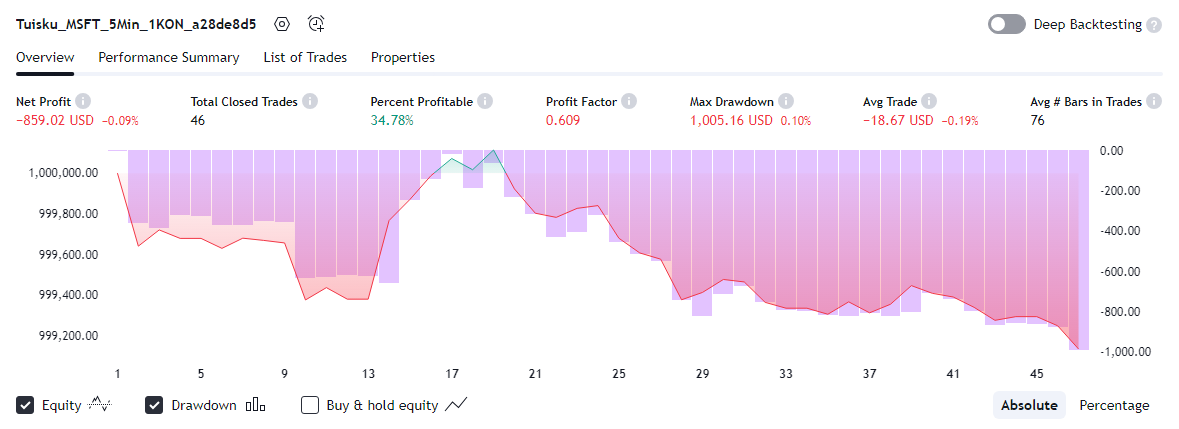 Tuisku_MSFT_5Min_1KON_a28de8d5 Deep Backtesting ?
Overview Performance Summary List of Trades Properties
Net Profit i Total Closed Trades i Percent Profitable i Profit Factor i Max Drawdown i Avg Trade i Avg # Bars in Trades i
−859.02 USD −0.09% 46 34.78% 0.609 1,005.16 USD 0.10% −18.67 USD −0.19% 76
0.00
1,000,000.00
-200.00
999,800.00
-400.00
999,600.00
-600.00
999,400.00
-800.00
999,200.00
-1,000.00
1 5 9 13 17 21 25 29 33 37 41 45
Equity Drawdown Buy & hold equity Absolute Percentage